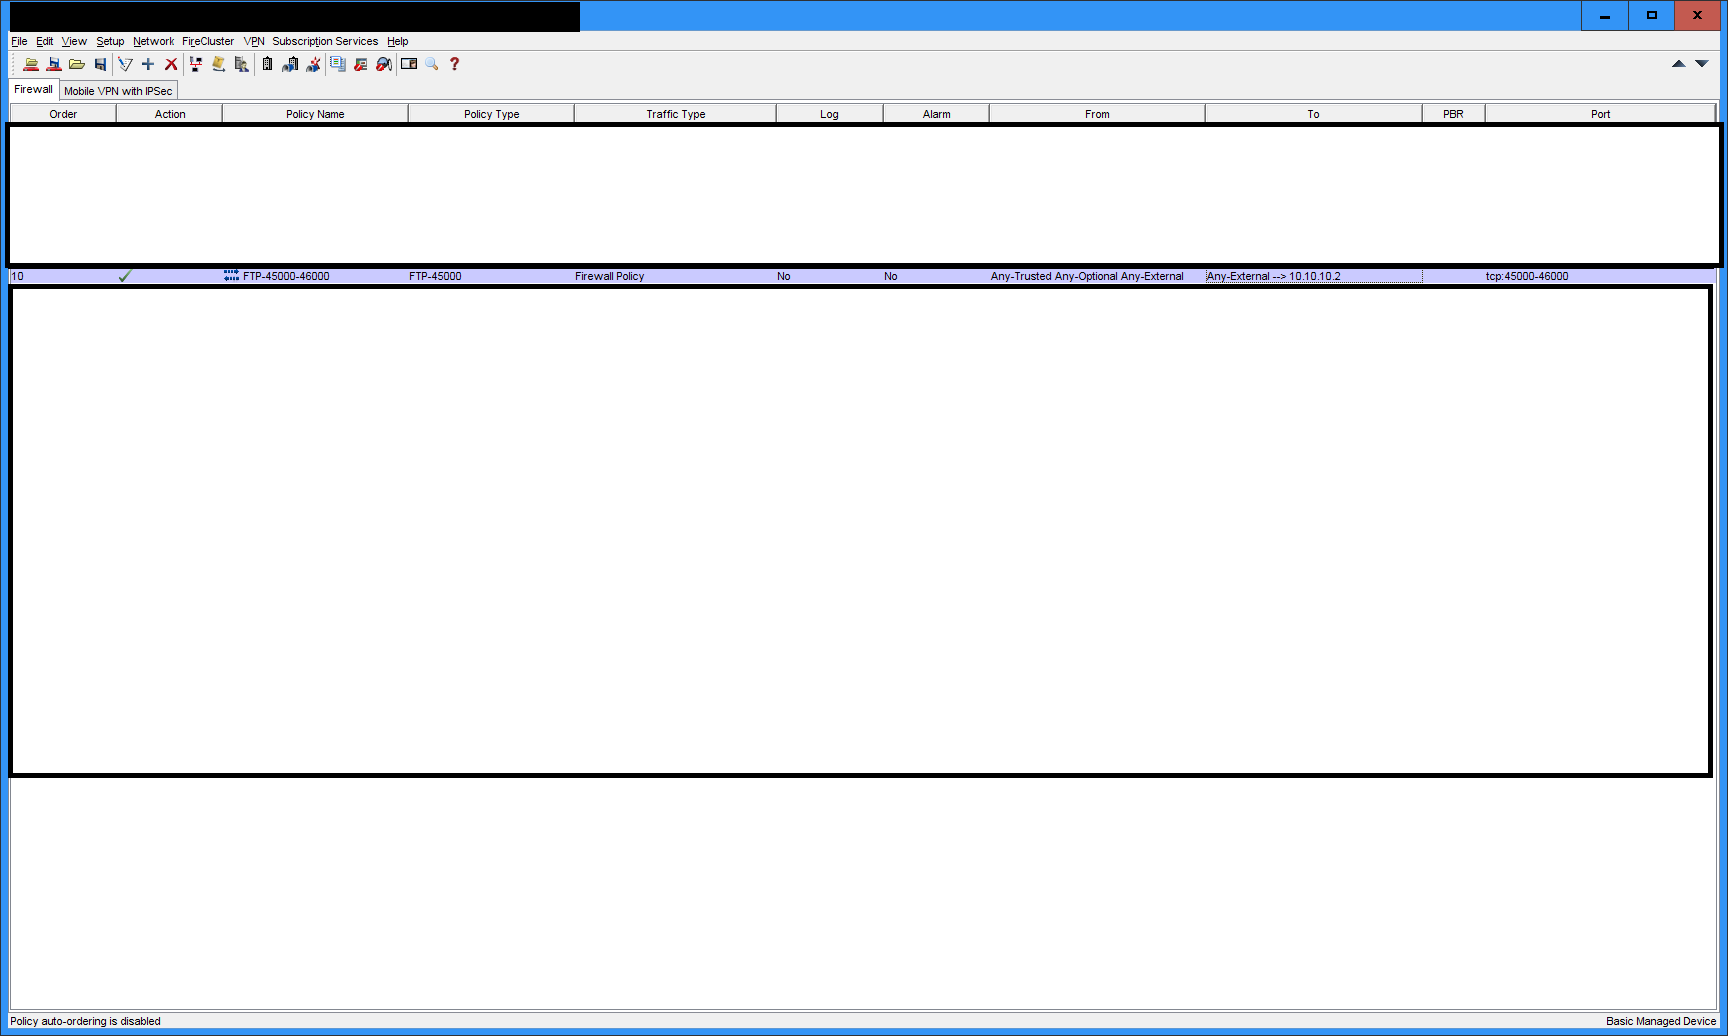 File Edit View Setup Network FireCluster VPN Subscription Services Help
Firewall Mobile VPN with IPSec
Order Action Policy Name Policy Type Traffic Type Log Alarm From To PBR Port
10 FTP-45000-46000 FTP-45000 Firewall Policy No No Any-Trusted Any-Optional Any-External Any-External --> 10.10.10.2 tcp:45000-46000
Policy auto-ordering is disabled Basic Managed Device